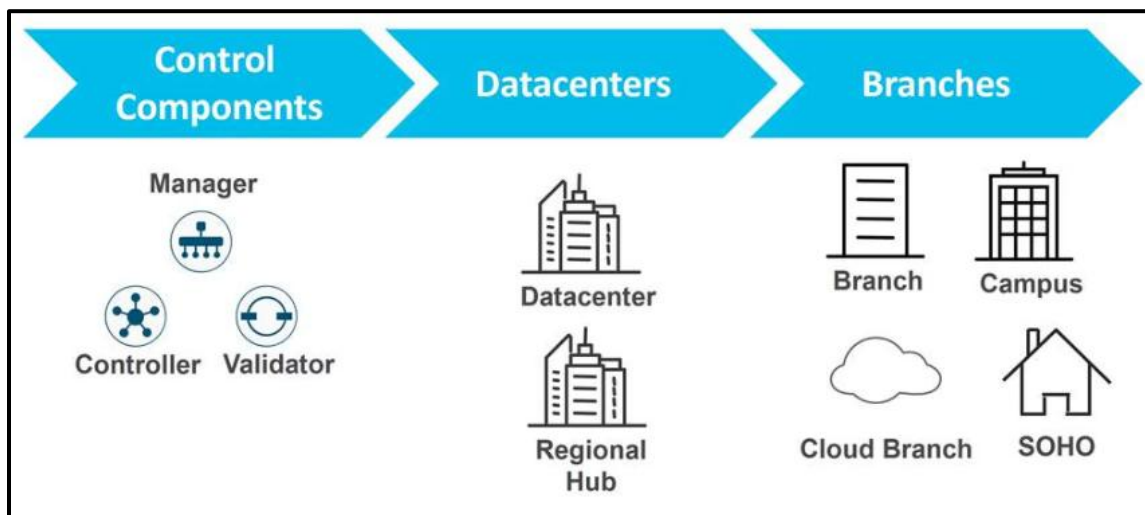 Control
Components
Datacenters
Branches
Manager
Controller
Validator
Datacenter
Regional
Hub
Branch
Campus
Cloud Branch
SOHO